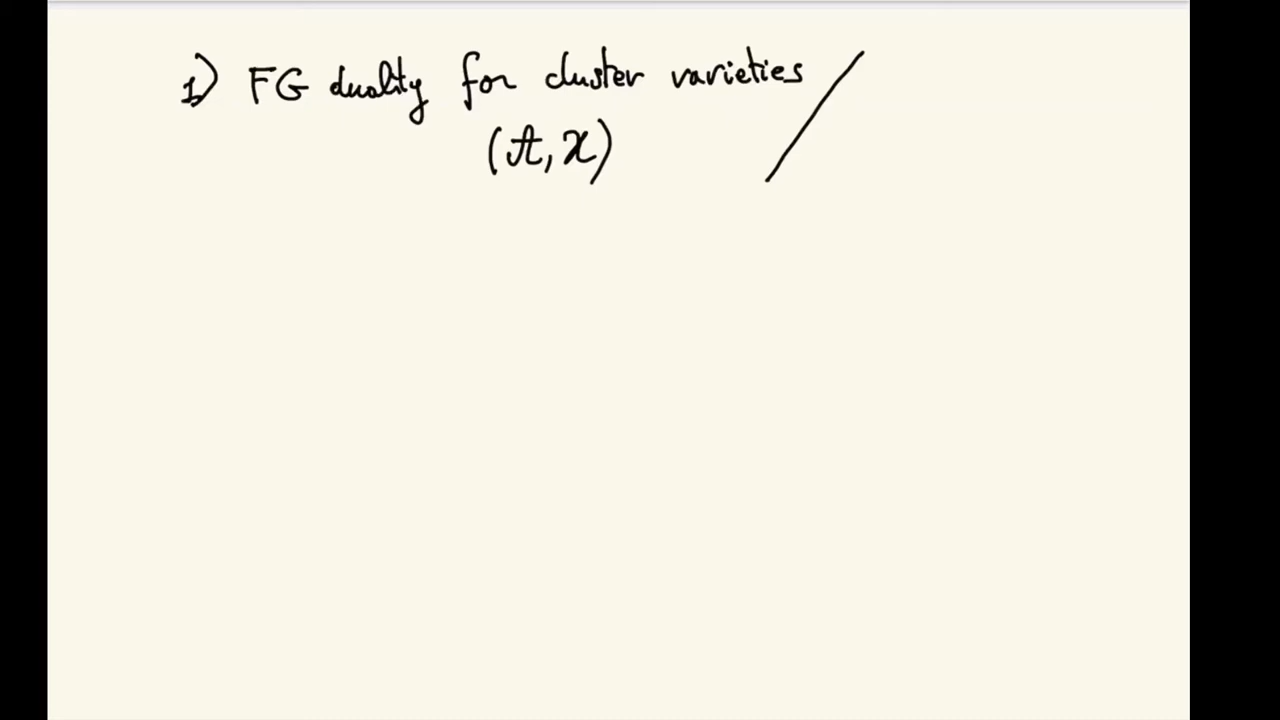 1) FG duality for cluster varieties /
(𝒜, 𝒳)